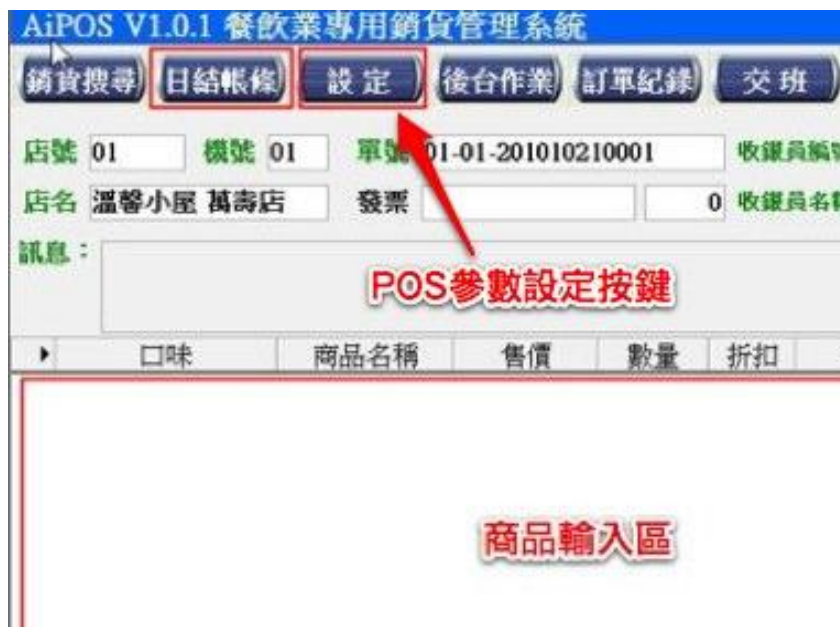 AiPOS V1.0.1 餐飲業專用銷貨管理系統
銷貨搜尋 日結帳條 設定 後台作業 訂單紀錄 交班
店號 01 機號 01 單號 01-01-201010210001 收銀員編號
店名 溫馨小屋 萬壽店 發票 0 收銀員名稱
訊息：
POS參數設定按鍵
口味 商品名稱 售價 數量 折扣
商品輸入區